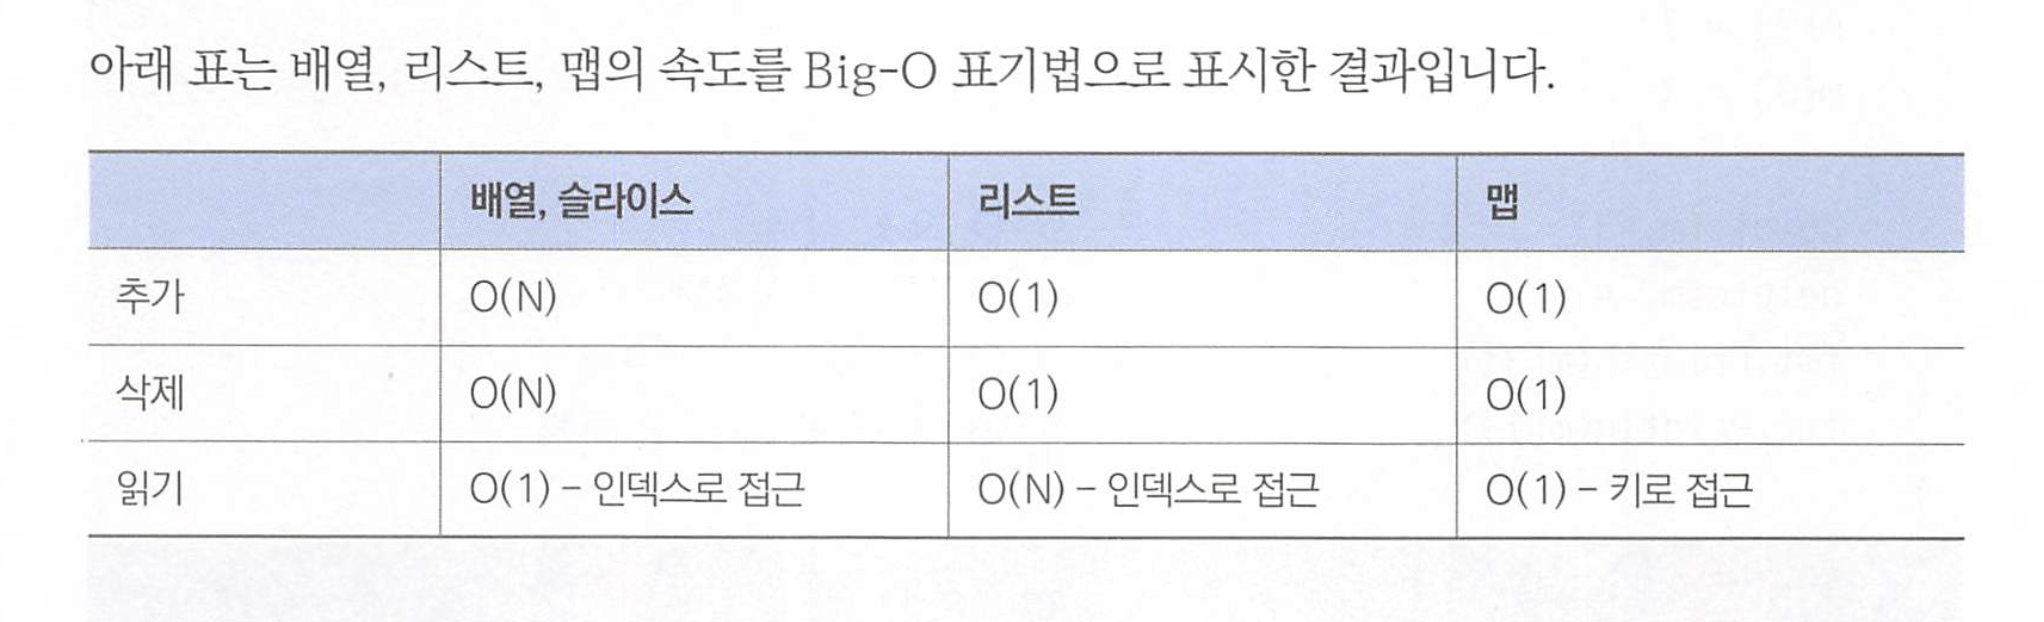 아래 표는 배열, 리스트, 맵의 속도를 Big-O 표기법으로 표시한 결과입니다.
배열, 슬라이스 리스트 맵
추가 O(N) O(1) O(1)
삭제 O(N) O(1) O(1)
읽기 O(1) – 인덱스로 접근 O(N) – 인덱스로 접근 O(1) – 키로 접근